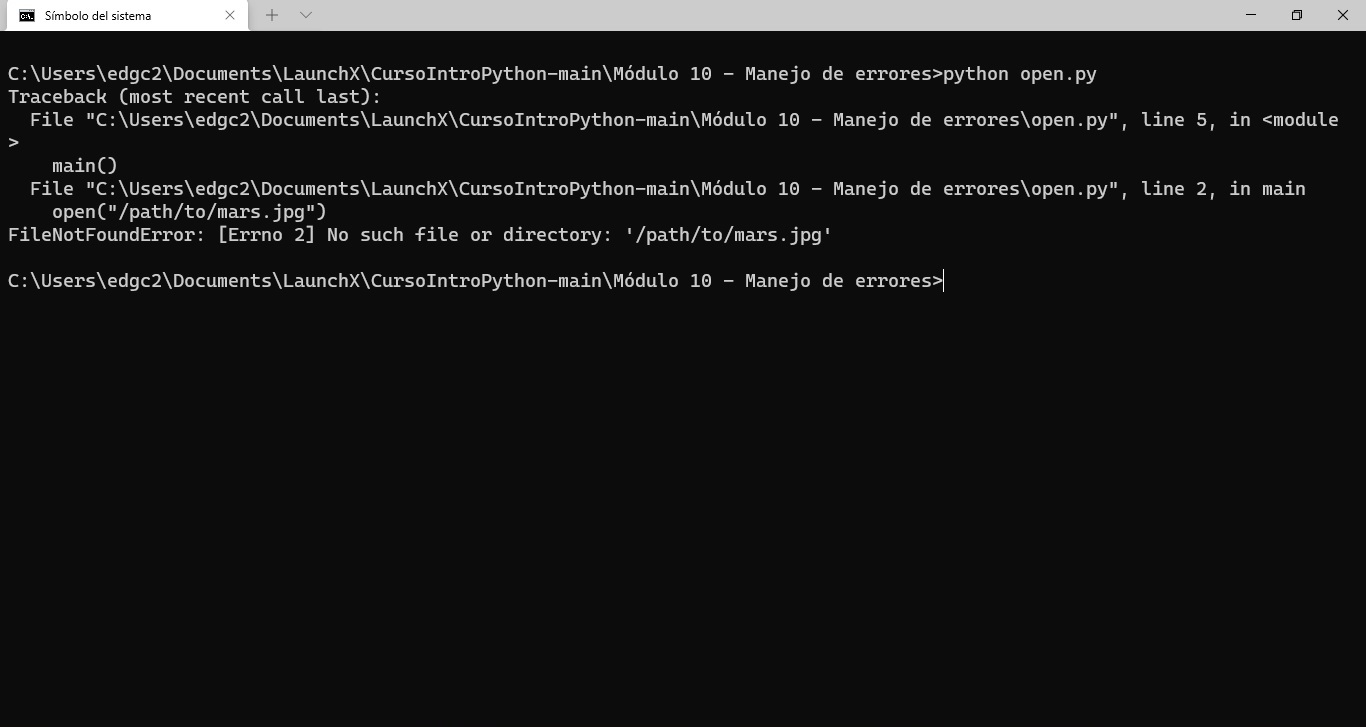 Símbolo del sistema
C:\Users\edgc2\Documents\LaunchX\CursoIntroPython-main\Módulo 10 - Manejo de errores>python open.py
Traceback (most recent call last):
  File "C:\Users\edgc2\Documents\LaunchX\CursoIntroPython-main\Módulo 10 - Manejo de errores\open.py", line 5, in <module
>
    main()
  File "C:\Users\edgc2\Documents\LaunchX\CursoIntroPython-main\Módulo 10 - Manejo de errores\open.py", line 2, in main
    open("/path/to/mars.jpg")
FileNotFoundError: [Errno 2] No such file or directory: '/path/to/mars.jpg'
C:\Users\edgc2\Documents\LaunchX\CursoIntroPython-main\Módulo 10 - Manejo de errores>